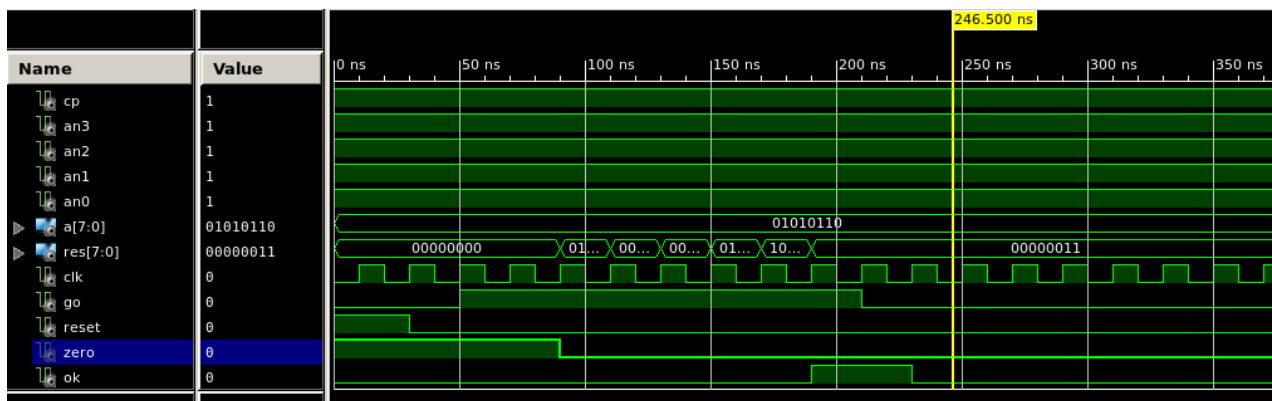 246.500 ns
Name Value 0 ns 50 ns 100 ns 150 ns 200 ns 250 ns 300 ns 350 ns
cp 1
an3 1
an2 1
an1 1
an0 1
a[7:0] 01010110 01010110
res[7:0] 00000011 00000000 01... 00... 00... 01... 10... 00000011
clk 0
go 0
reset 0
zero 0
ok 0